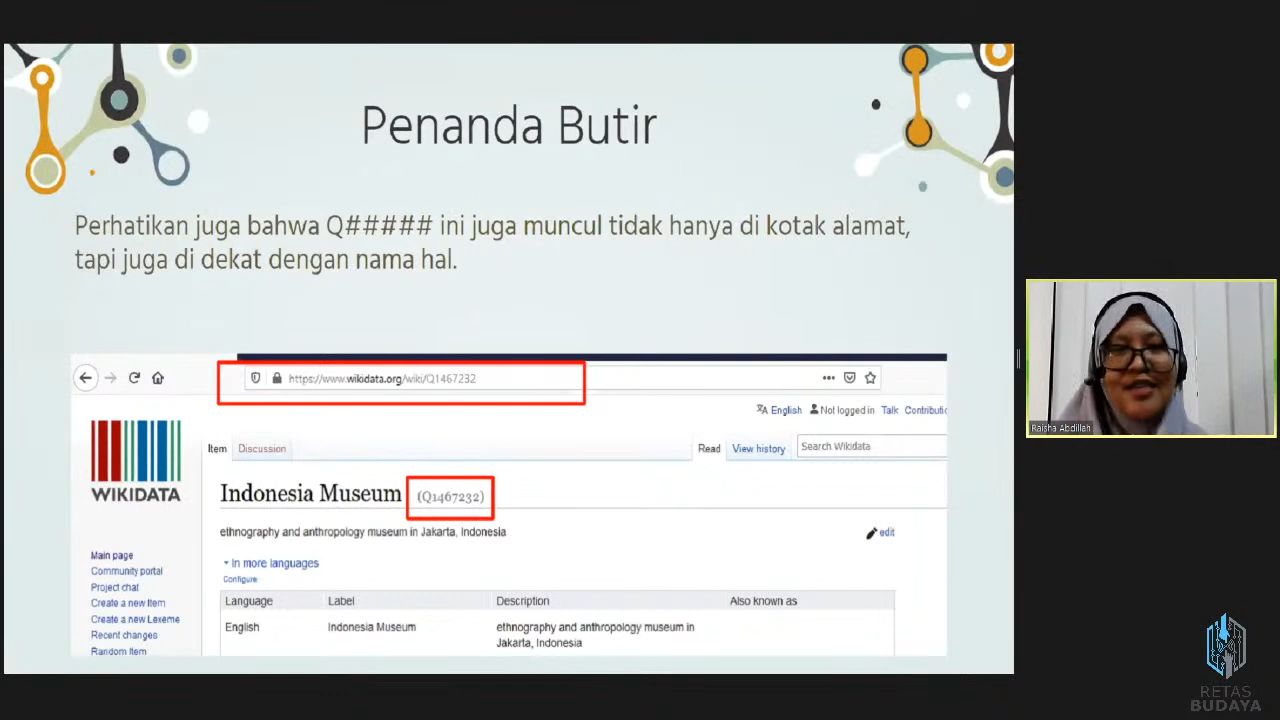 Penanda Butir
Perhatikan juga bahwa Q##### ini juga muncul tidak hanya di kotak alamat,
tapi juga di dekat dengan nama hal.
https://www.wikidata.org/wiki/Q1467232
English Not logged in Talk Contributio
Item Discussion Read View history Search Wikidata
WIKIDATA
Indonesia Museum (Q1467232)
ethnography and anthropology museum in Jakarta, Indonesia
edit
In more languages
Configure
Main page
Community portal
Project chat
Create a new Item
Create a new Lexeme
Recent changes
Random Item
Language Label Description Also known as
English Indonesia Museum ethnography and anthropology museum in
Jakarta, Indonesia
Raisha Abdillah
RETAS
BUDAYA